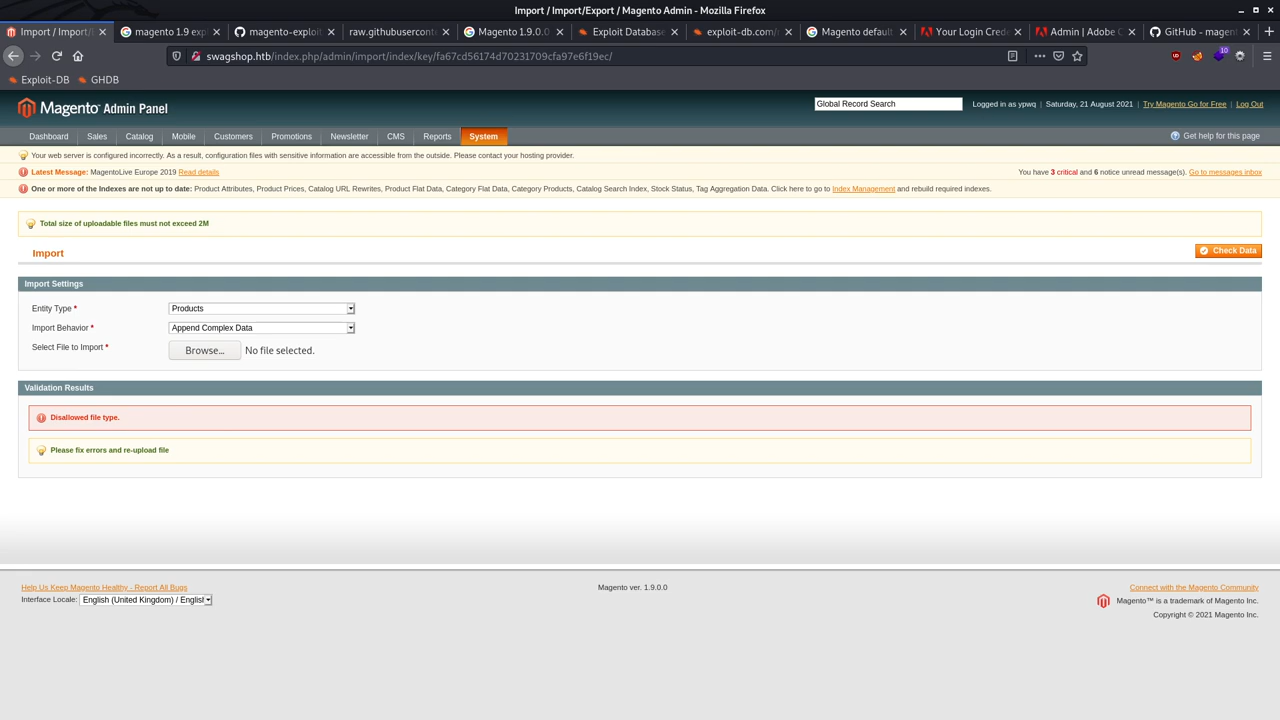 Import / Import/Export / Magento Admin - Mozilla Firefox
Import / Import/
magento 1.9 exp
magento-exploit
raw.githubuserconte
Magento 1.9.0.0
Exploit Database
exploit-db.com/
Magento default
Your Login Crede
Admin | Adobe C
GitHub - magent
swagshop.htb/index.php/admin/import/index/key/fa67cd56174d70231709cfa97e6f19ec/
10
Exploit-DB
GHDB
Magento™ Admin Panel
Global Record Search
Logged in as ypwq | Saturday, 21 August 2021 | Try Magento Go for Free | Log Out
Dashboard Sales Catalog Mobile Customers Promotions Newsletter CMS Reports System
Get help for this page
Your web server is configured incorrectly. As a result, configuration files with sensitive information are accessible from the outside. Please contact your hosting provider.
Latest Message: MagentoLive Europe 2019 Read details
You have 3 critical and 6 notice unread message(s). Go to messages inbox
One or more of the Indexes are not up to date: Product Attributes, Product Prices, Catalog URL Rewrites, Product Flat Data, Category Flat Data, Category Products, Catalog Search Index, Stock Status, Tag Aggregation Data. Click here to go to Index Management and rebuild required indexes.
Total size of uploadable files must not exceed 2M
Import
Check Data
Import Settings
Entity Type *
Products
Import Behavior *
Append Complex Data
Select File to Import *
Browse... No file selected.
Validation Results
Disallowed file type.
Please fix errors and re-upload file
Help Us Keep Magento Healthy - Report All Bugs
Magento ver. 1.9.0.0
Connect with the Magento Community
Interface Locale: English (United Kingdom) / Englis
Magento™ is a trademark of Magento Inc.
Copyright © 2021 Magento Inc.